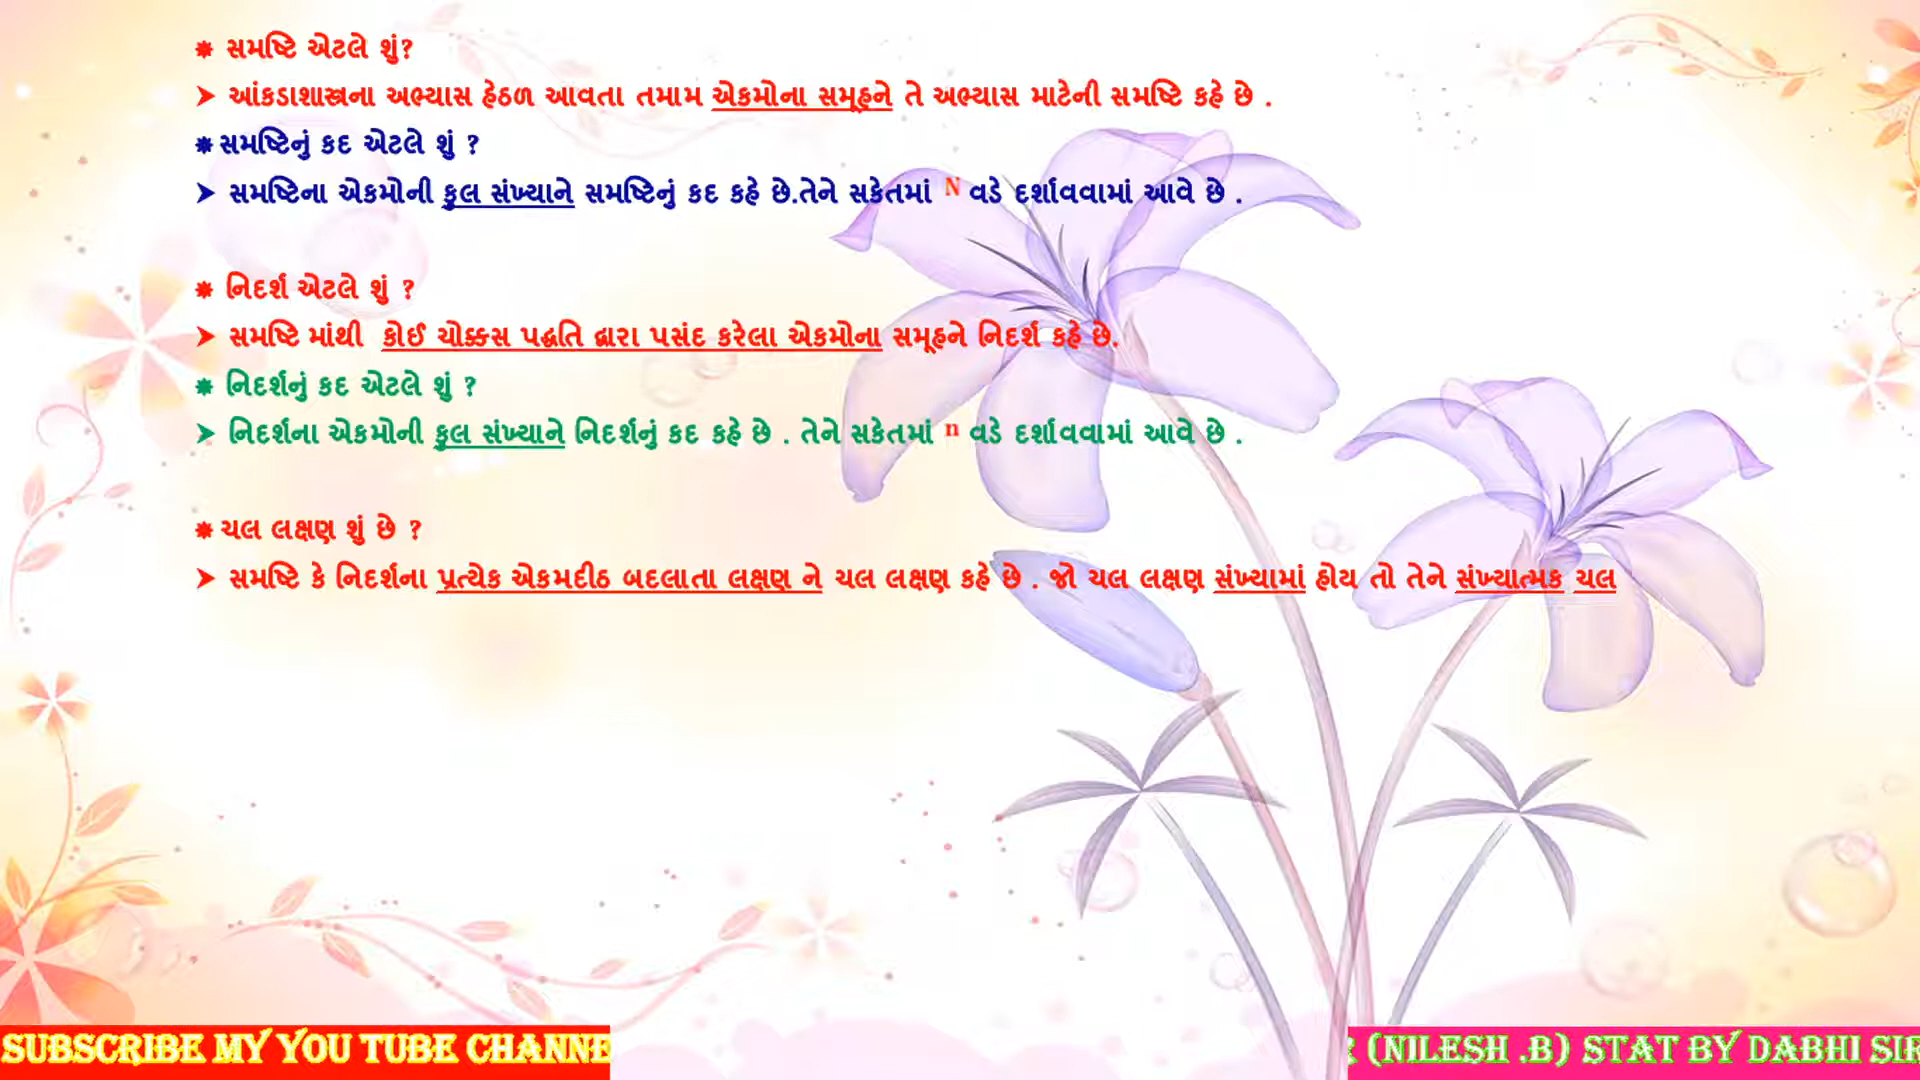 ⁕ સમષ્ટિ એટલે શું?
➤ આંકડાશાસ્ત્રના અભ્યાસ હેઠળ આવતા તમામ એકમોના સમૂહને તે અભ્યાસ માટેની સમષ્ટિ કહે છે .
⁕ સમષ્ટિનું કદ એટલે શું ?
➤ સમષ્ટિના એકમોની કુલ સંખ્યાને સમષ્ટિનું કદ કહે છે.તેને સકેતમાં N વડે દર્શાવવામાં આવે છે .
⁕ નિદર્શ એટલે શું ?
➤ સમષ્ટિ માંથી કોઈ ચોક્કસ પદ્ધતિ દ્વારા પસંદ કરેલા એકમોના સમૂહને નિદર્શ કહે છે.
⁕ નિદર્શનું કદ એટલે શું ?
➤ નિદર્શના એકમોની કુલ સંખ્યાને નિદર્શનું કદ કહે છે . તેને સકેતમાં n વડે દર્શાવવામાં આવે છે .
⁕ ચલ લક્ષણ શું છે ?
➤ સમષ્ટિ કે નિદર્શના પ્રત્યેક એકમદીઠ બદલાતા લક્ષણ ને ચલ લક્ષણ કહે છે . જો ચલ લક્ષણ સંખ્યામાં હોય તો તેને સંખ્યાત્મક ચલ
SUBSCRIBE MY YOU TUBE CHANNE
(NILESH .B) STAT BY DABHI SIR